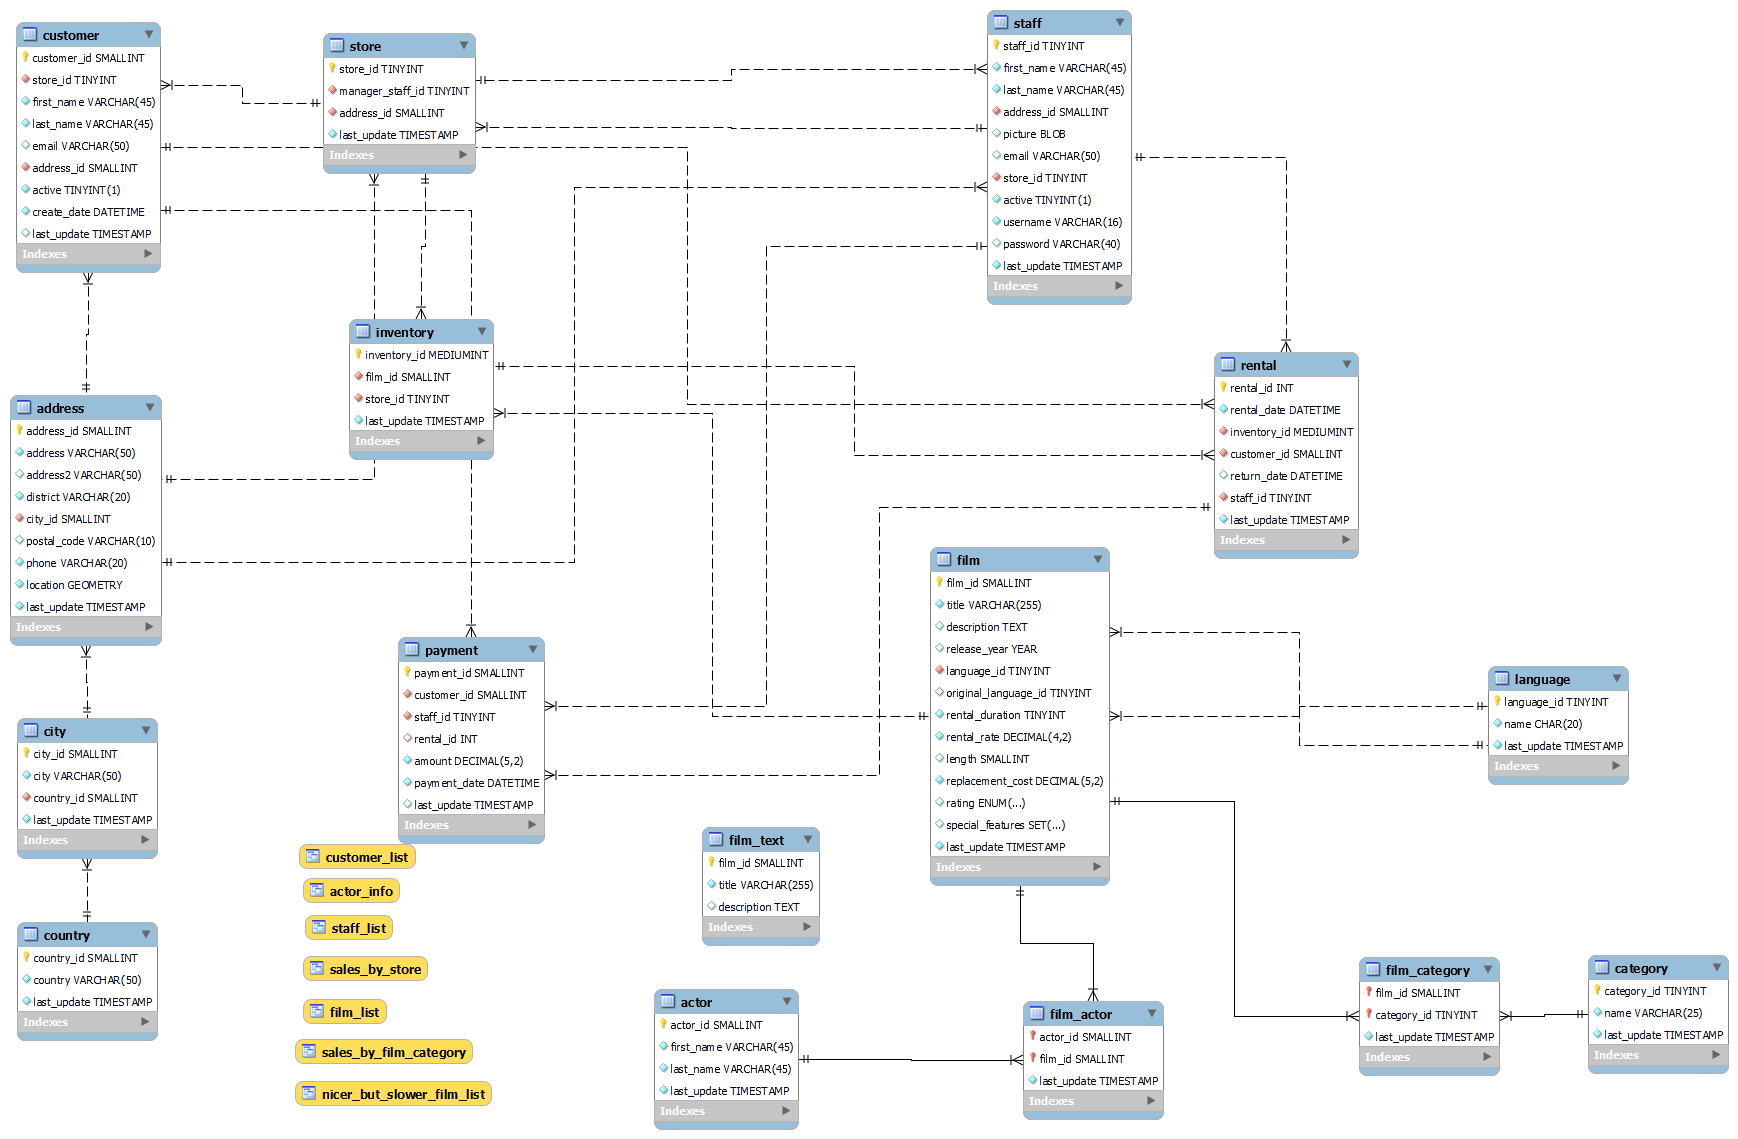 customer
customer_id SMALLINT
store_id TINYINT
first_name VARCHAR(45)
last_name VARCHAR(45)
email VARCHAR(50)
address_id SMALLINT
active TINYINT(1)
create_date DATETIME
last_update TIMESTAMP
Indexes
store
store_id TINYINT
manager_staff_id TINYINT
address_id SMALLINT
last_update TIMESTAMP
Indexes
staff
staff_id TINYINT
first_name VARCHAR(45)
last_name VARCHAR(45)
address_id SMALLINT
picture BLOB
email VARCHAR(50)
store_id TINYINT
active TINYINT(1)
username VARCHAR(16)
password VARCHAR(40)
last_update TIMESTAMP
Indexes
inventory
inventory_id MEDIUMINT
film_id SMALLINT
store_id TINYINT
last_update TIMESTAMP
Indexes
rental
rental_id INT
rental_date DATETIME
inventory_id MEDIUMINT
customer_id SMALLINT
return_date DATETIME
staff_id TINYINT
last_update TIMESTAMP
Indexes
address
address_id SMALLINT
address VARCHAR(50)
address2 VARCHAR(50)
district VARCHAR(20)
city_id SMALLINT
postal_code VARCHAR(10)
phone VARCHAR(20)
location GEOMETRY
last_update TIMESTAMP
Indexes
film
film_id SMALLINT
title VARCHAR(255)
description TEXT
release_year YEAR
language_id TINYINT
original_language_id TINYINT
rental_duration TINYINT
rental_rate DECIMAL(4,2)
length SMALLINT
replacement_cost DECIMAL(5,2)
rating ENUM(...)
special_features SET(...)
last_update TIMESTAMP
Indexes
payment
payment_id SMALLINT
customer_id SMALLINT
staff_id TINYINT
rental_id INT
amount DECIMAL(5,2)
payment_date DATETIME
last_update TIMESTAMP
Indexes
language
language_id TINYINT
name CHAR(20)
last_update TIMESTAMP
Indexes
city
city_id SMALLINT
city VARCHAR(50)
country_id SMALLINT
last_update TIMESTAMP
Indexes
film_text
film_id SMALLINT
title VARCHAR(255)
description TEXT
Indexes
customer_list
actor_info
staff_list
sales_by_store
film_list
sales_by_film_category
nicer_but_slower_film_list
country
country_id SMALLINT
country VARCHAR(50)
last_update TIMESTAMP
Indexes
actor
actor_id SMALLINT
first_name VARCHAR(45)
last_name VARCHAR(45)
last_update TIMESTAMP
Indexes
film_actor
actor_id SMALLINT
film_id SMALLINT
last_update TIMESTAMP
Indexes
film_category
film_id SMALLINT
category_id TINYINT
last_update TIMESTAMP
Indexes
category
category_id TINYINT
name VARCHAR(25)
last_update TIMESTAMP
Indexes